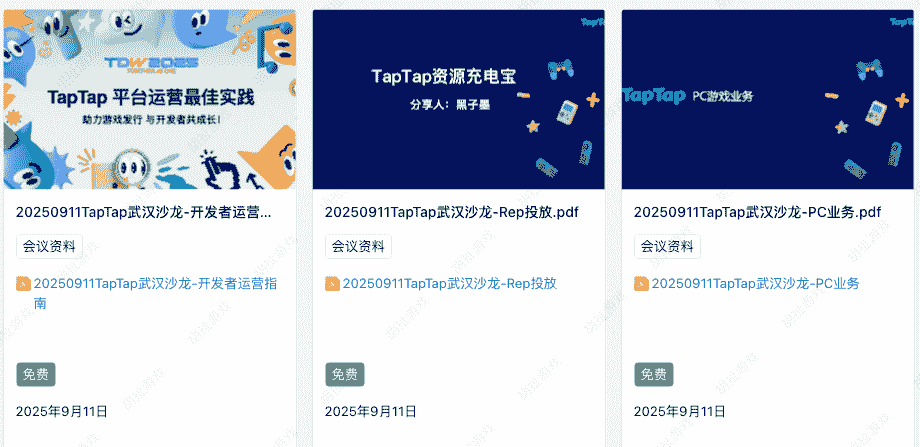 TDW2025
TOGETHER AS ONE
TapTap 平台运营最佳实践
助力游戏发行 与开发者共成长!
20250911TapTap武汉沙龙-开发者运营...
会议资料
20250911TapTap武汉沙龙-开发者运营指
南
免费
2025年9月11日
TapTap
TapTap资源充电宝
分享人：黑子墨
20250911TapTap武汉沙龙-Rep投放.pdf
会议资料
20250911TapTap武汉沙龙-Rep投放
免费
2025年9月11日
TapTap
TapTap PC游戏业务
20250911TapTap武汉沙龙-PC业务.pdf
会议资料
20250911TapTap武汉沙龙-PC业务
免费
2025年9月11日